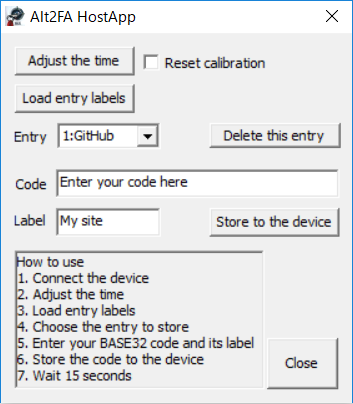 Alt2FA HostApp
Adjust the time
Reset calibration
Load entry labels
Entry 1:GitHub Delete this entry
Code Enter your code here
Label My site Store to the device
How to use
1. Connect the device
2. Adjust the time
3. Load entry labels
4. Choose the entry to store
5. Enter your BASE32 code and its label
6. Store the code to the device
7. Wait 15 seconds
Close